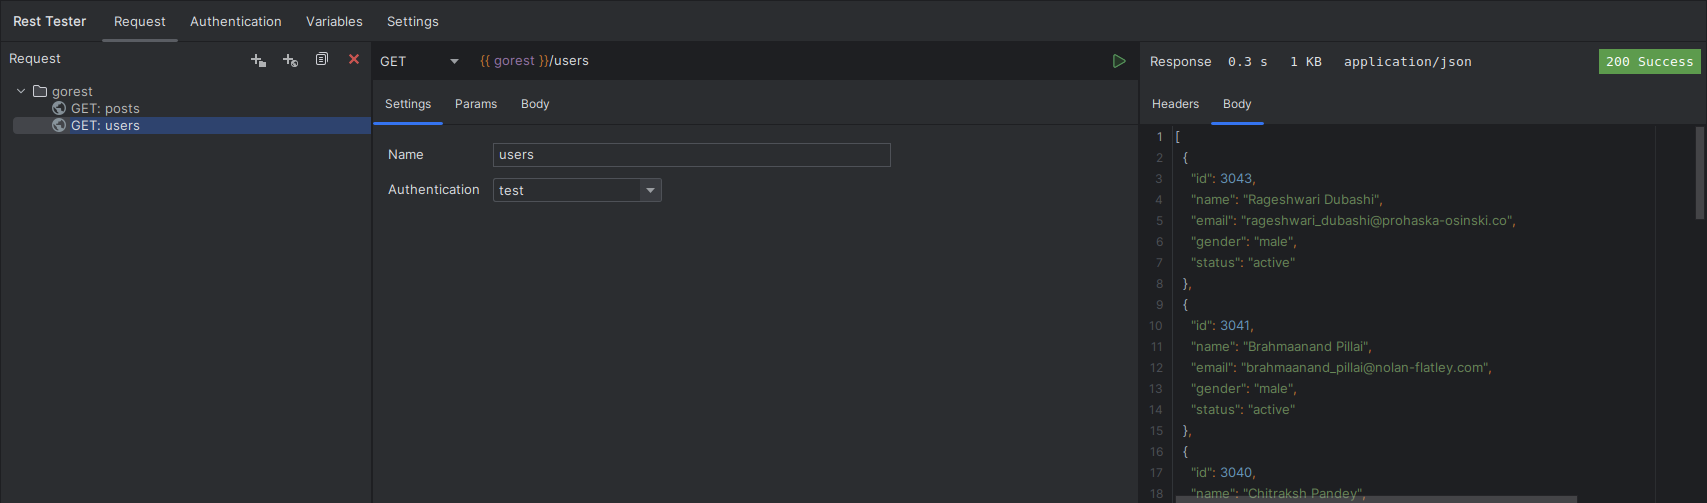 Rest Tester Request Authentication Variables Settings
Request
gorest
GET: posts
GET: users
GET {{ gorest }}/users
Settings Params Body
Name users
Authentication test
Response 0.3 s 1 KB application/json 200 Success
Headers Body
1 [
2 {
3 "id": 3043,
4 "name": "Rageshwari Dubashi",
5 "email": "rageshwari_dubashi@prohaska-osinski.co",
6 "gender": "male",
7 "status": "active"
8 },
9 {
10 "id": 3041,
11 "name": "Brahmaanand Pillai",
12 "email": "brahmaanand_pillai@nolan-flatley.com",
13 "gender": "male",
14 "status": "active"
15 },
16 {
17 "id": 3040,
18 "name": "Chitraksh Pandey",